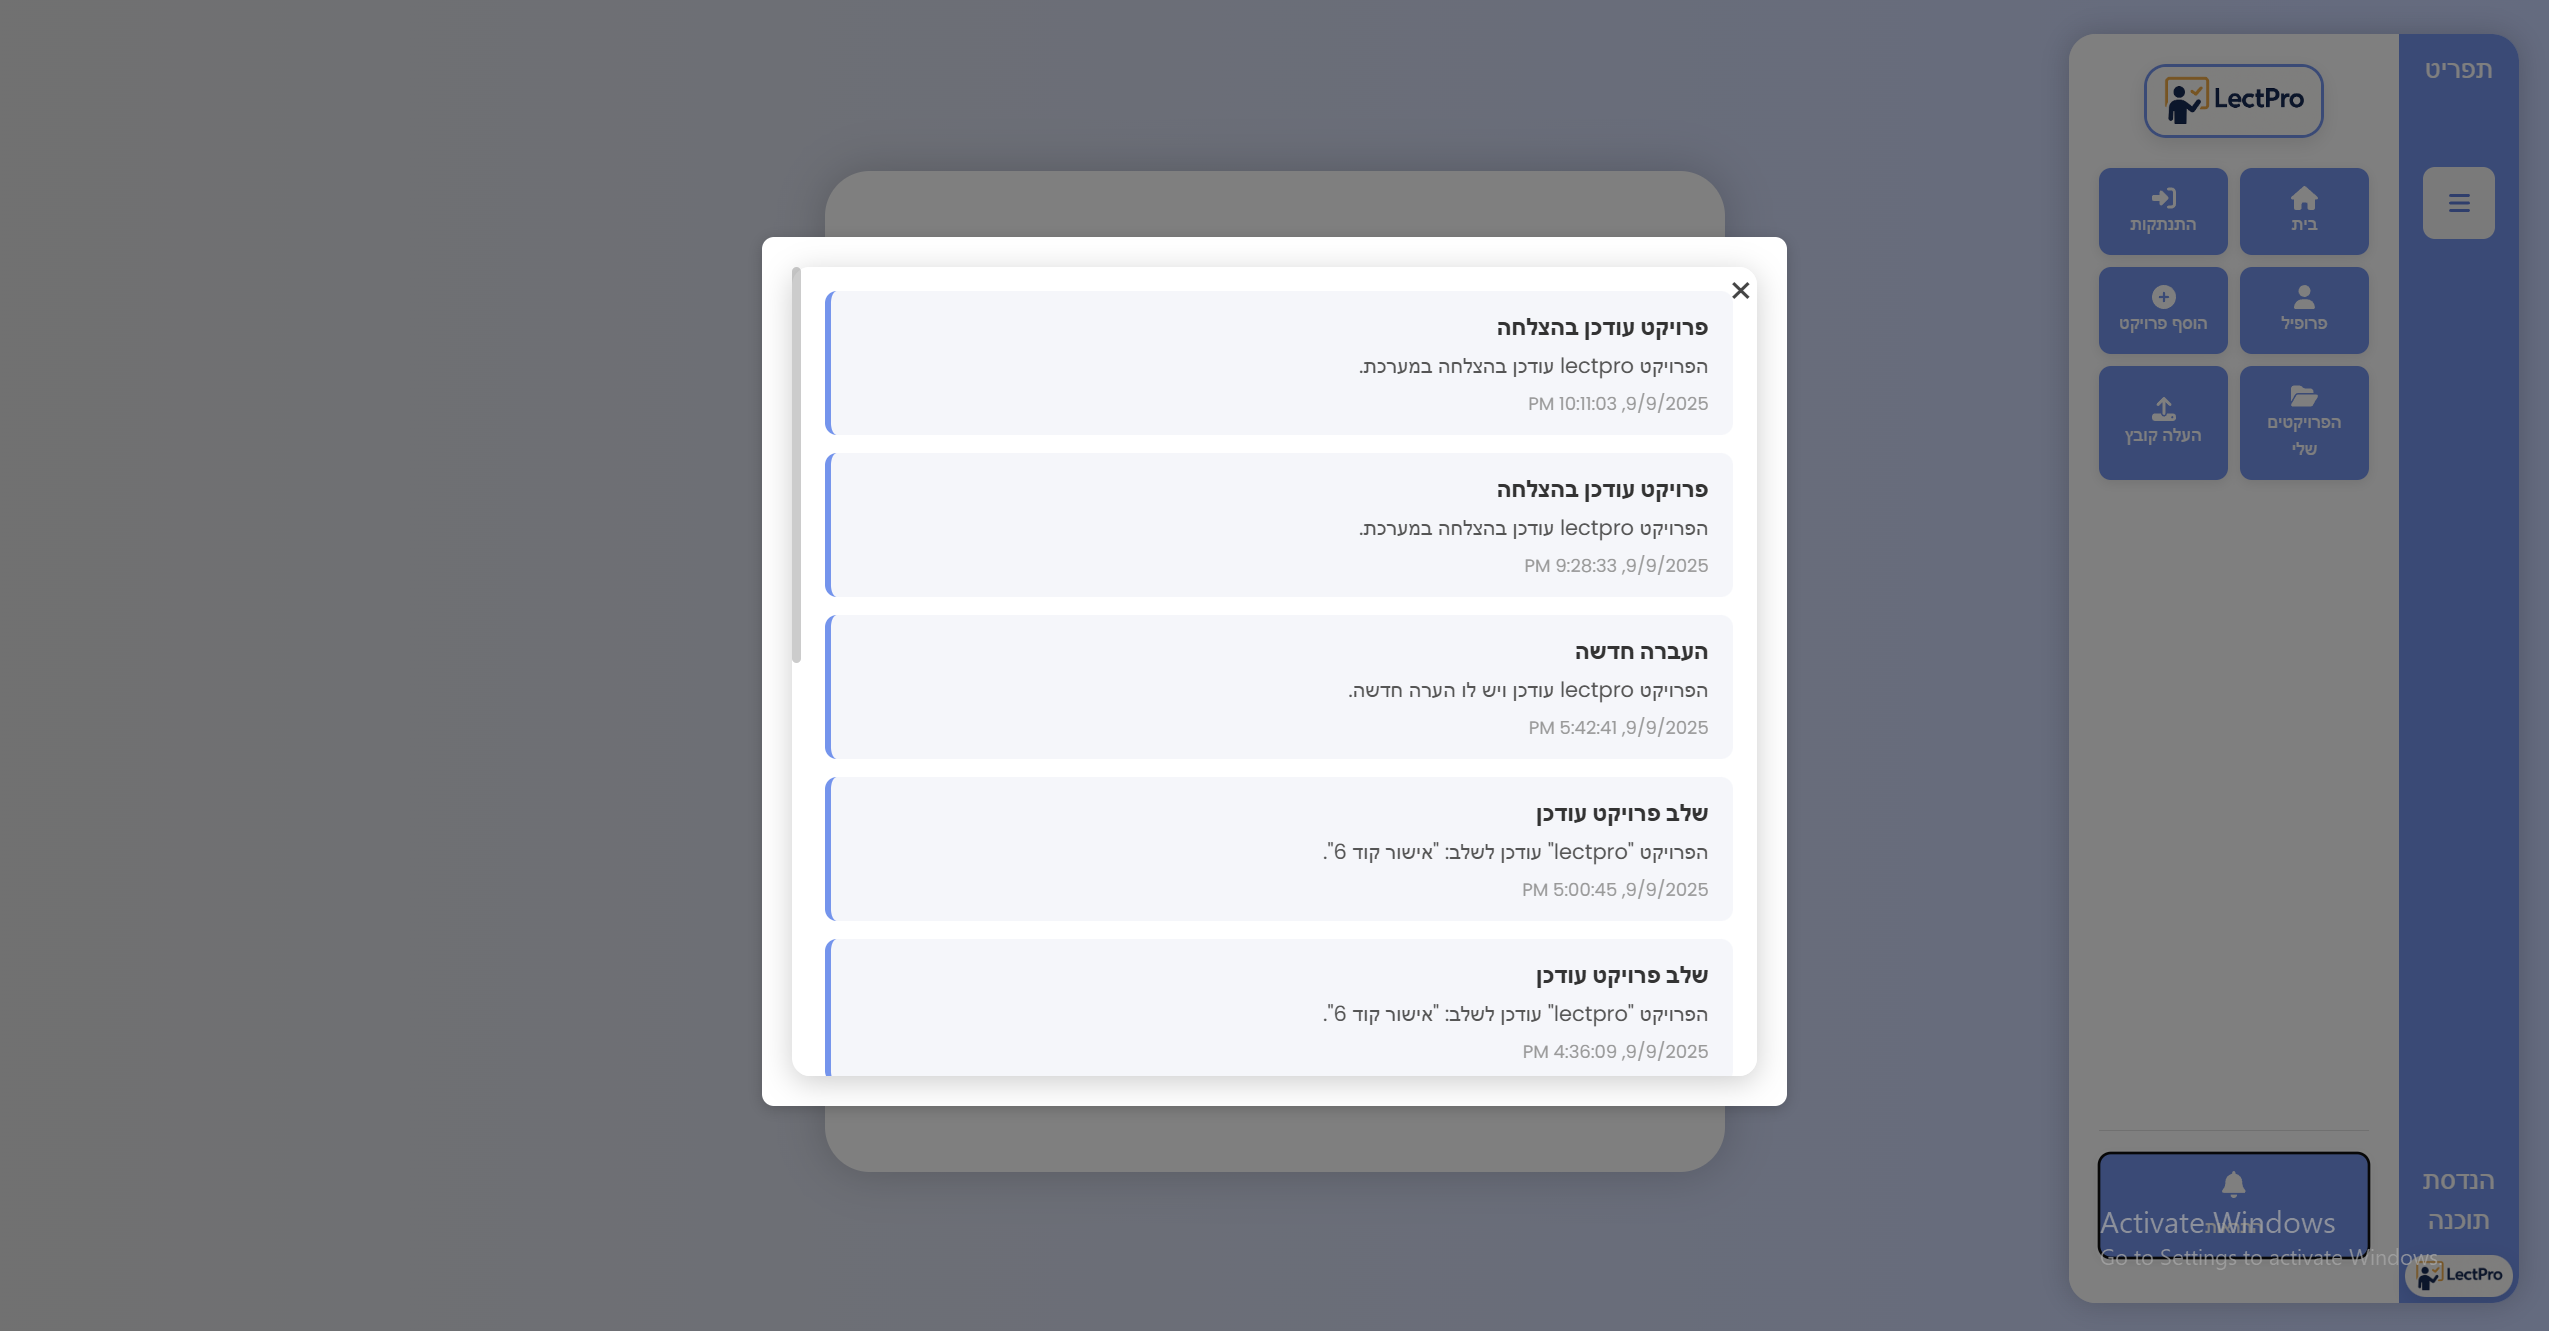 תפריט
LectPro
בית
התנתקות
פרופיל
הוסף פרויקט
הפרויקטים
שלי
העלה קובץ
פרויקט עודכן בהצלחה
הפרויקט lectpro עודכן בהצלחה במערכת.
9/9/2025, 10:11:03 PM
פרויקט עודכן בהצלחה
הפרויקט lectpro עודכן בהצלחה במערכת.
9/9/2025, 9:28:33 PM
העברה חדשה
הפרויקט lectpro עודכן ויש לו הערה חדשה.
9/9/2025, 5:42:41 PM
שלב פרויקט עודכן
הפרויקט "lectpro" עודכן לשלב: "אישור קוד 6".
9/9/2025, 5:00:45 PM
שלב פרויקט עודכן
הפרויקט "lectpro" עודכן לשלב: "אישור קוד 6".
9/9/2025, 4:36:09 PM
הנדסת
תוכנה
Activate Windows
Go to Settings to activate Windows.
LectPro